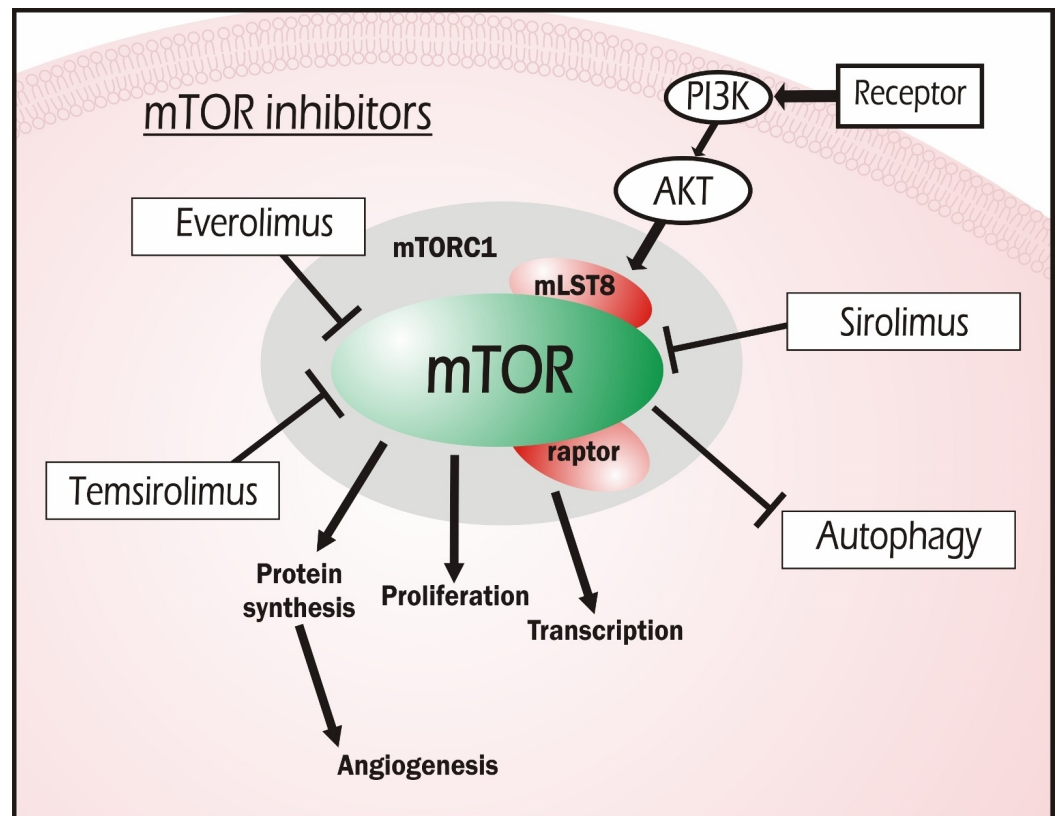 mTOR inhibitors
PI3K
Receptor
AKT
Everolimus
mTORC1
mLST8
Sirolimus
mTOR
raptor
Temsirolimus
Autophagy
Protein
synthesis
Proliferation
Transcription
Angiogenesis